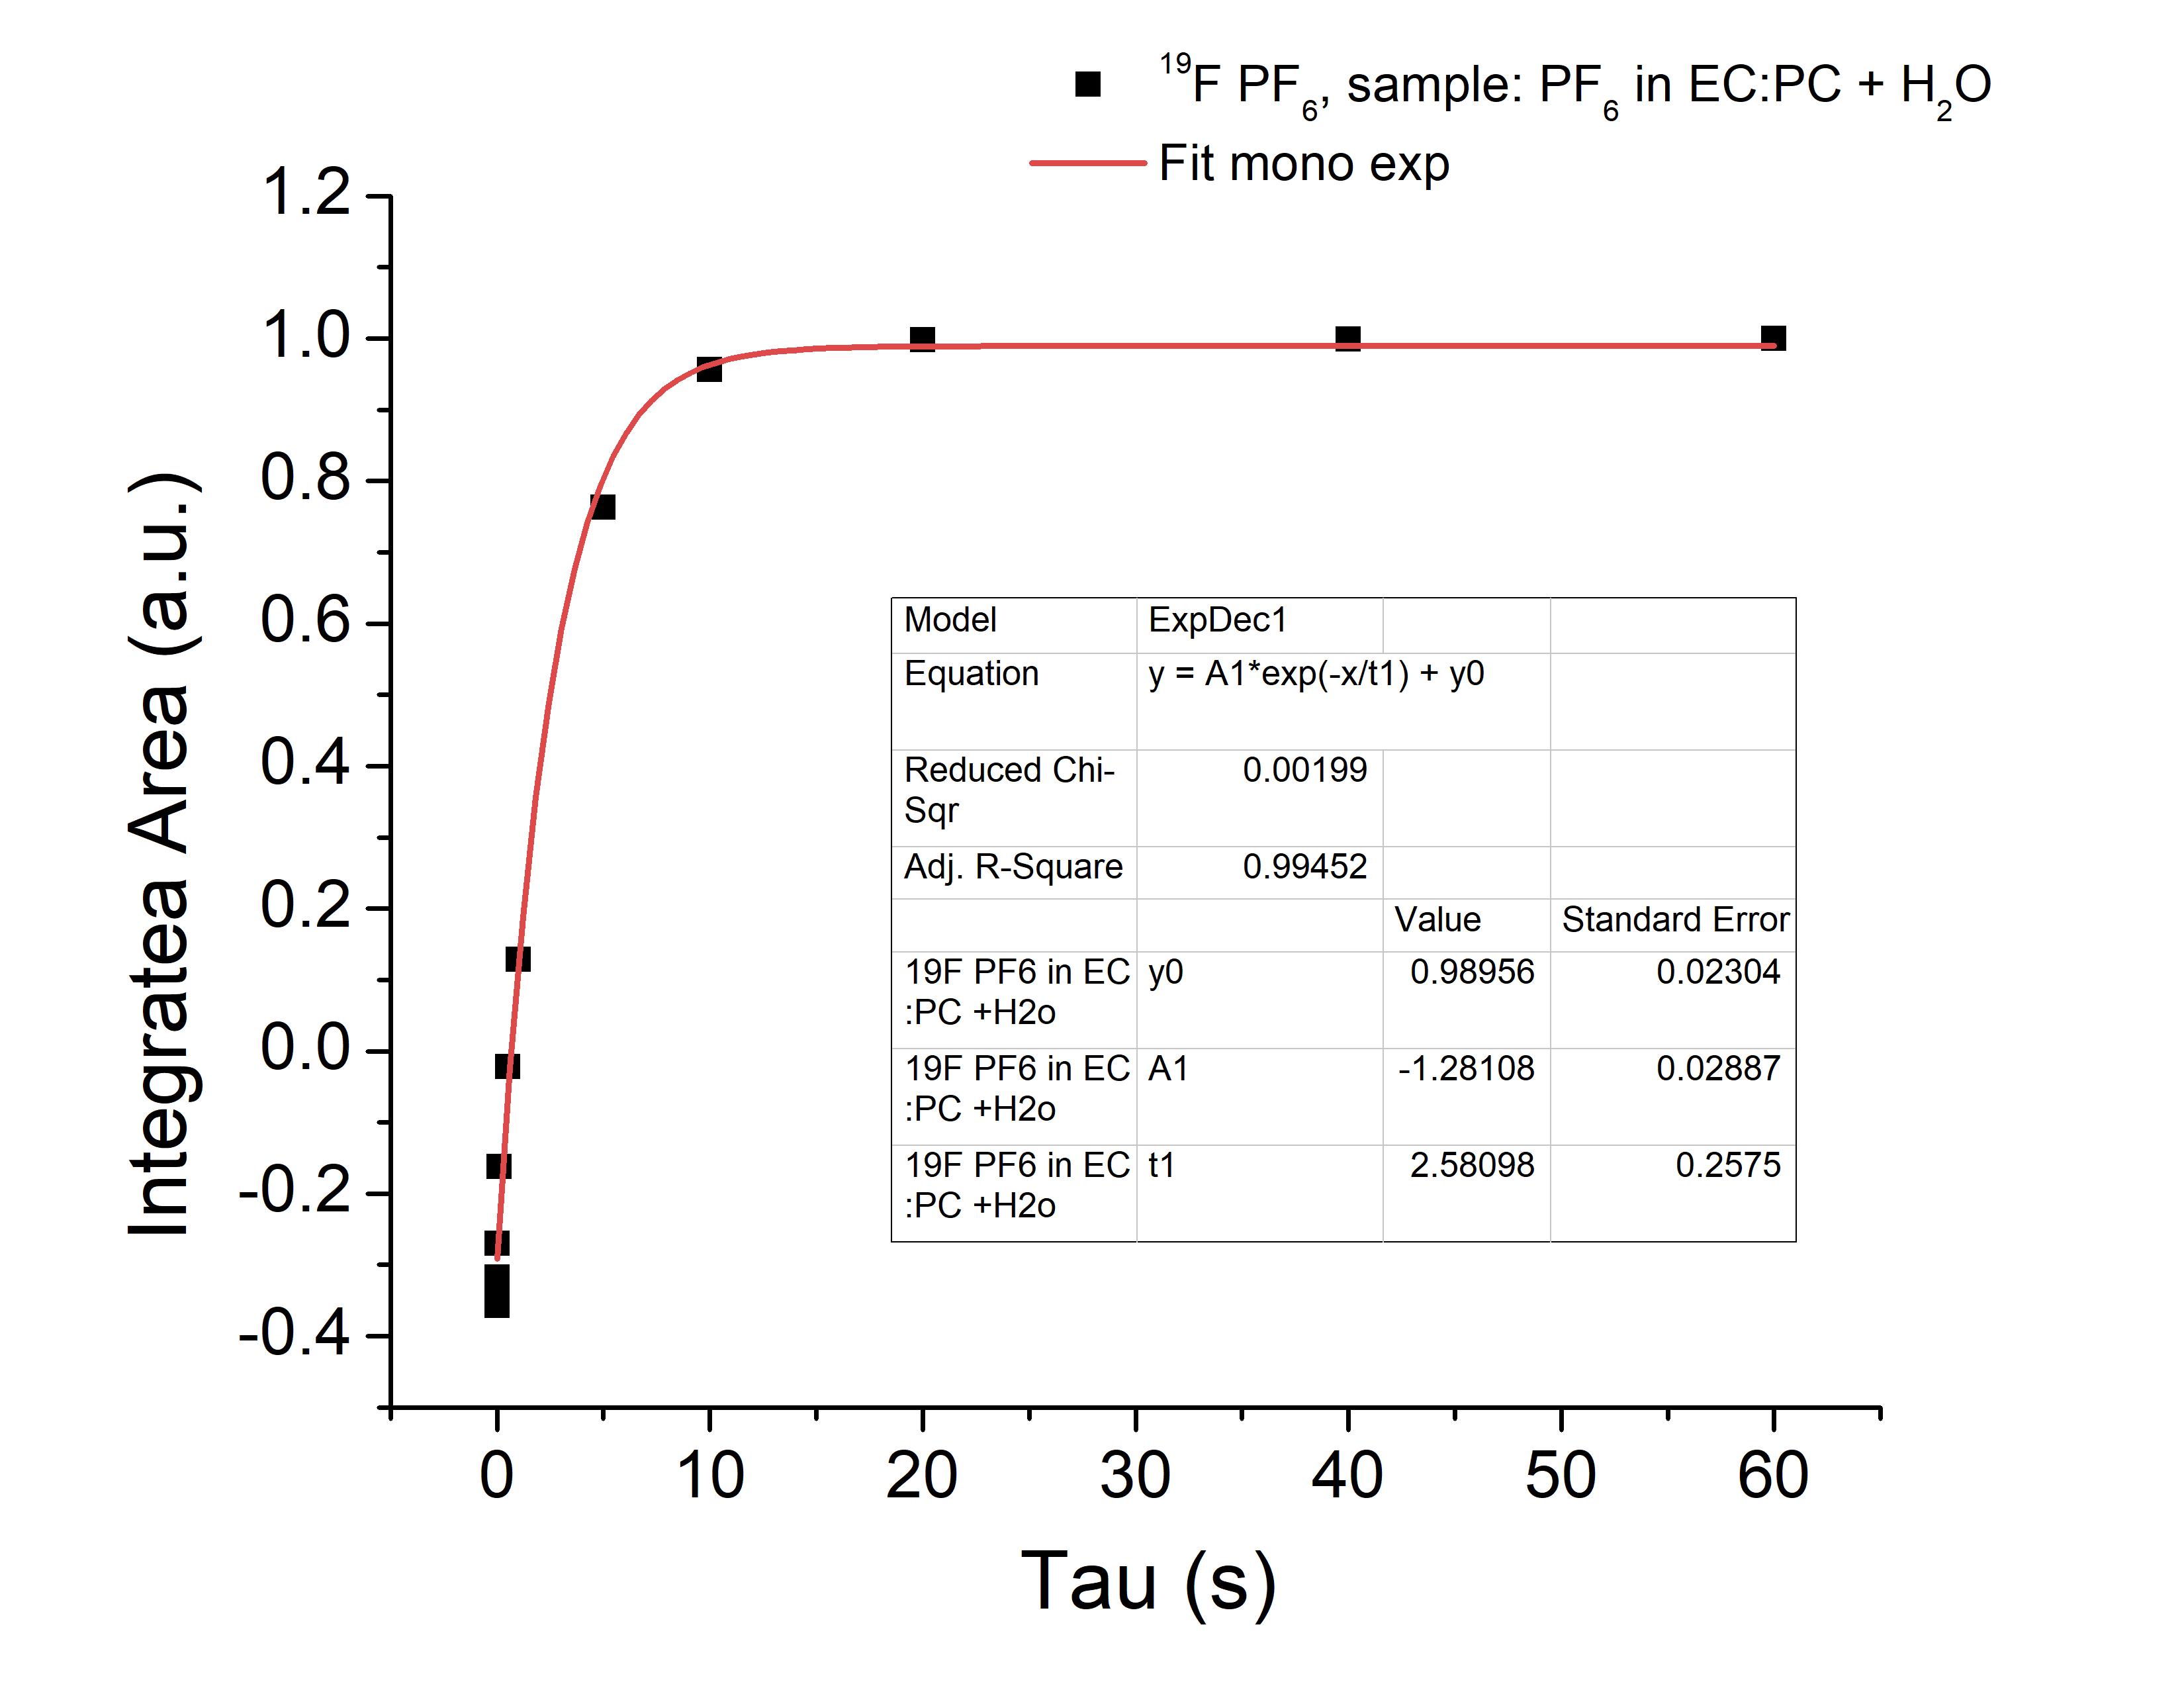 ¹⁹F PF₆, sample: PF₆ in EC:PC + H₂O
Fit mono exp
Integratea Area (a.u.)
1.2
1.0
0.8
0.6
0.4
0.2
0.0
-0.2
-0.4
Model ExpDec1
Equation y = A1*exp(-x/t1) + y0
Reduced Chi-
Sqr 0.00199
Adj. R-Square 0.99452
Value Standard Error
19F PF6 in EC y0 0.98956 0.02304
:PC +H2o
19F PF6 in EC A1 -1.28108 0.02887
:PC +H2o
19F PF6 in EC t1 2.58098 0.2575
:PC +H2o
0 10 20 30 40 50 60
Tau (s)